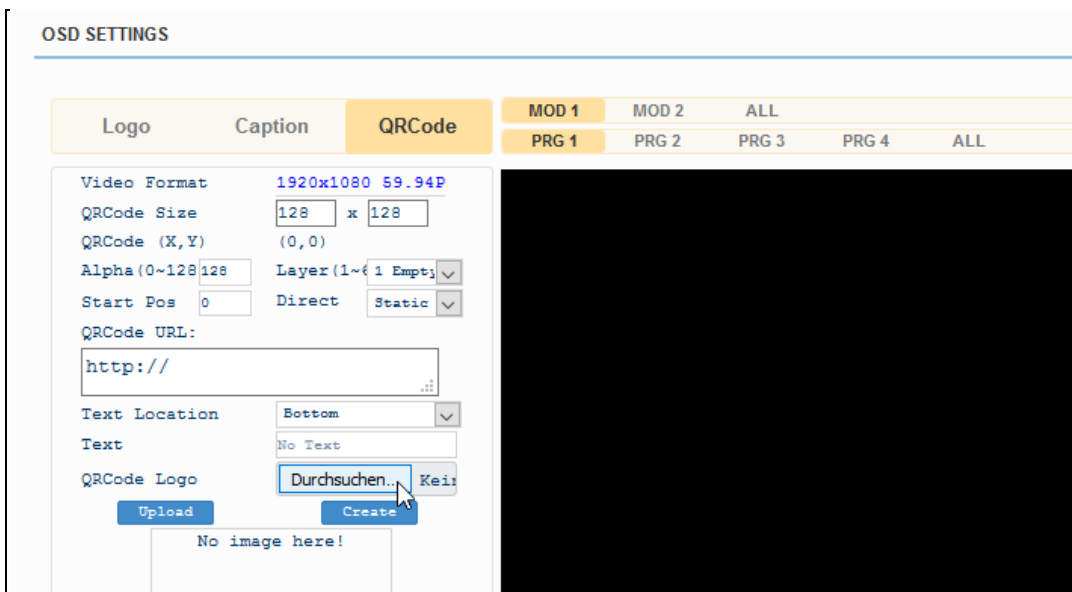 OSD SETTINGS
Logo Caption QRCode
MOD 1 MOD 2 ALL
PRG 1 PRG 2 PRG 3 PRG 4 ALL
Video Format 1920x1080 59.94P
QRCode Size 128 x 128
QRCode (X,Y) (0,0)
Alpha(0~128 128 Layer(1~6 1 Empty
Start Pos 0 Direct Static
QRCode URL:
http://
Text Location Bottom
Text No Text
QRCode Logo Durchsuchen... Kein
Upload Create
No image here!